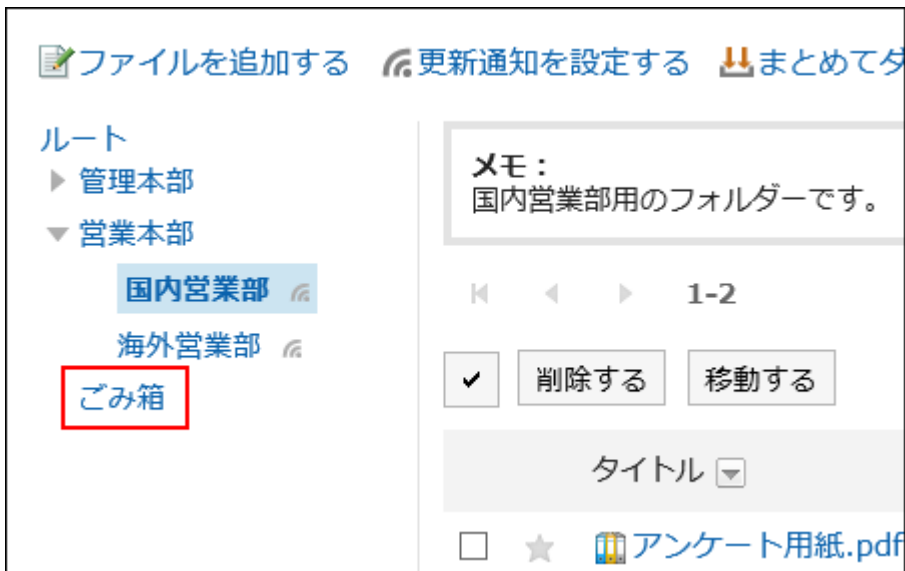 ファイルを追加する 更新通知を設定する まとめてダ
ルート
管理本部
営業本部
国内営業部
海外営業部
ごみ箱
メモ：
国内営業部用のフォルダーです。
1-2
削除する 移動する
タイトル
アンケート用紙.pdf